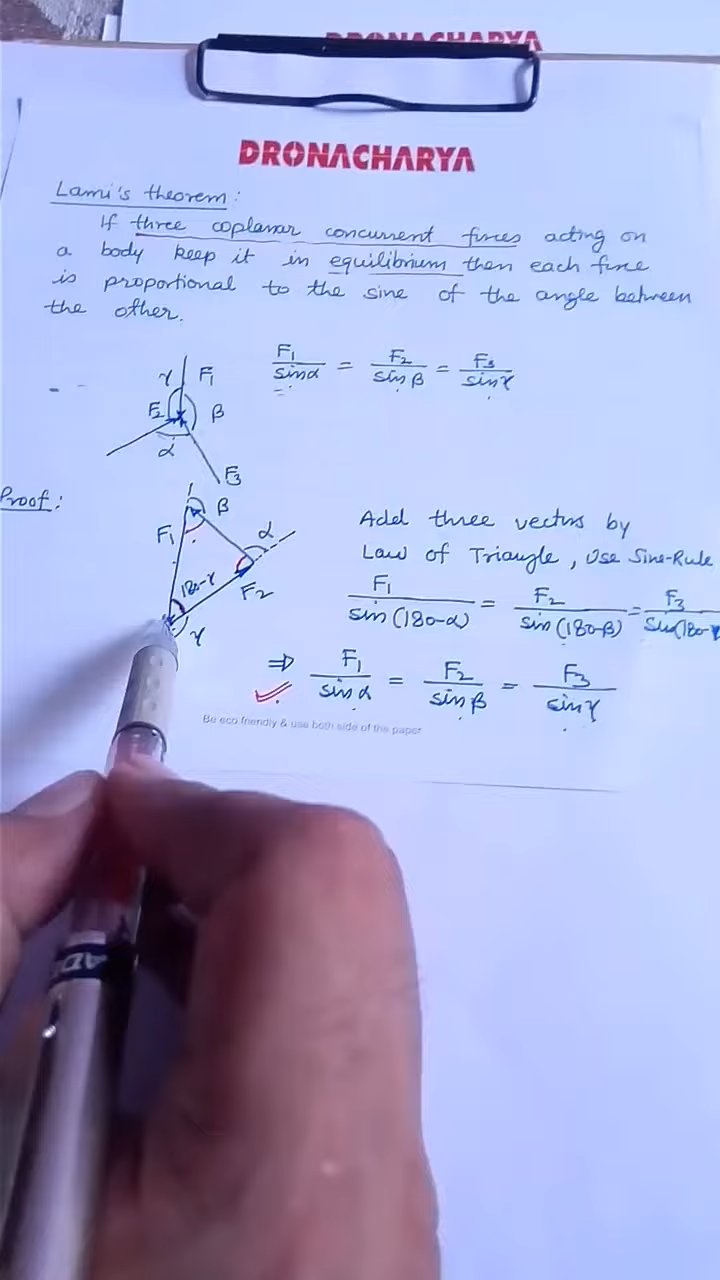 DRONACHARYA
DRONACHARYA
Lami's theorem:
If three coplanar concurrent forces acting on
a body keep it in equilibrium then each force
is proportional to the sine of the angle between
the other.
F₁/sinα = F₂/sinβ = F₃/sinγ
γ F₁
F₂ β
α
F₃
Proof:
β
F₁ α
180-γ F₂
γ
Add three vectors by
Law of Triangle, Use Sine-Rule
F₁/sin(180-α) = F₂/sin(180-β) = F₃/sin(180-γ
⇒ F₁/sinα = F₂/sinβ = F₃/sinγ
Be eco friendly & use both side of the paper
AD